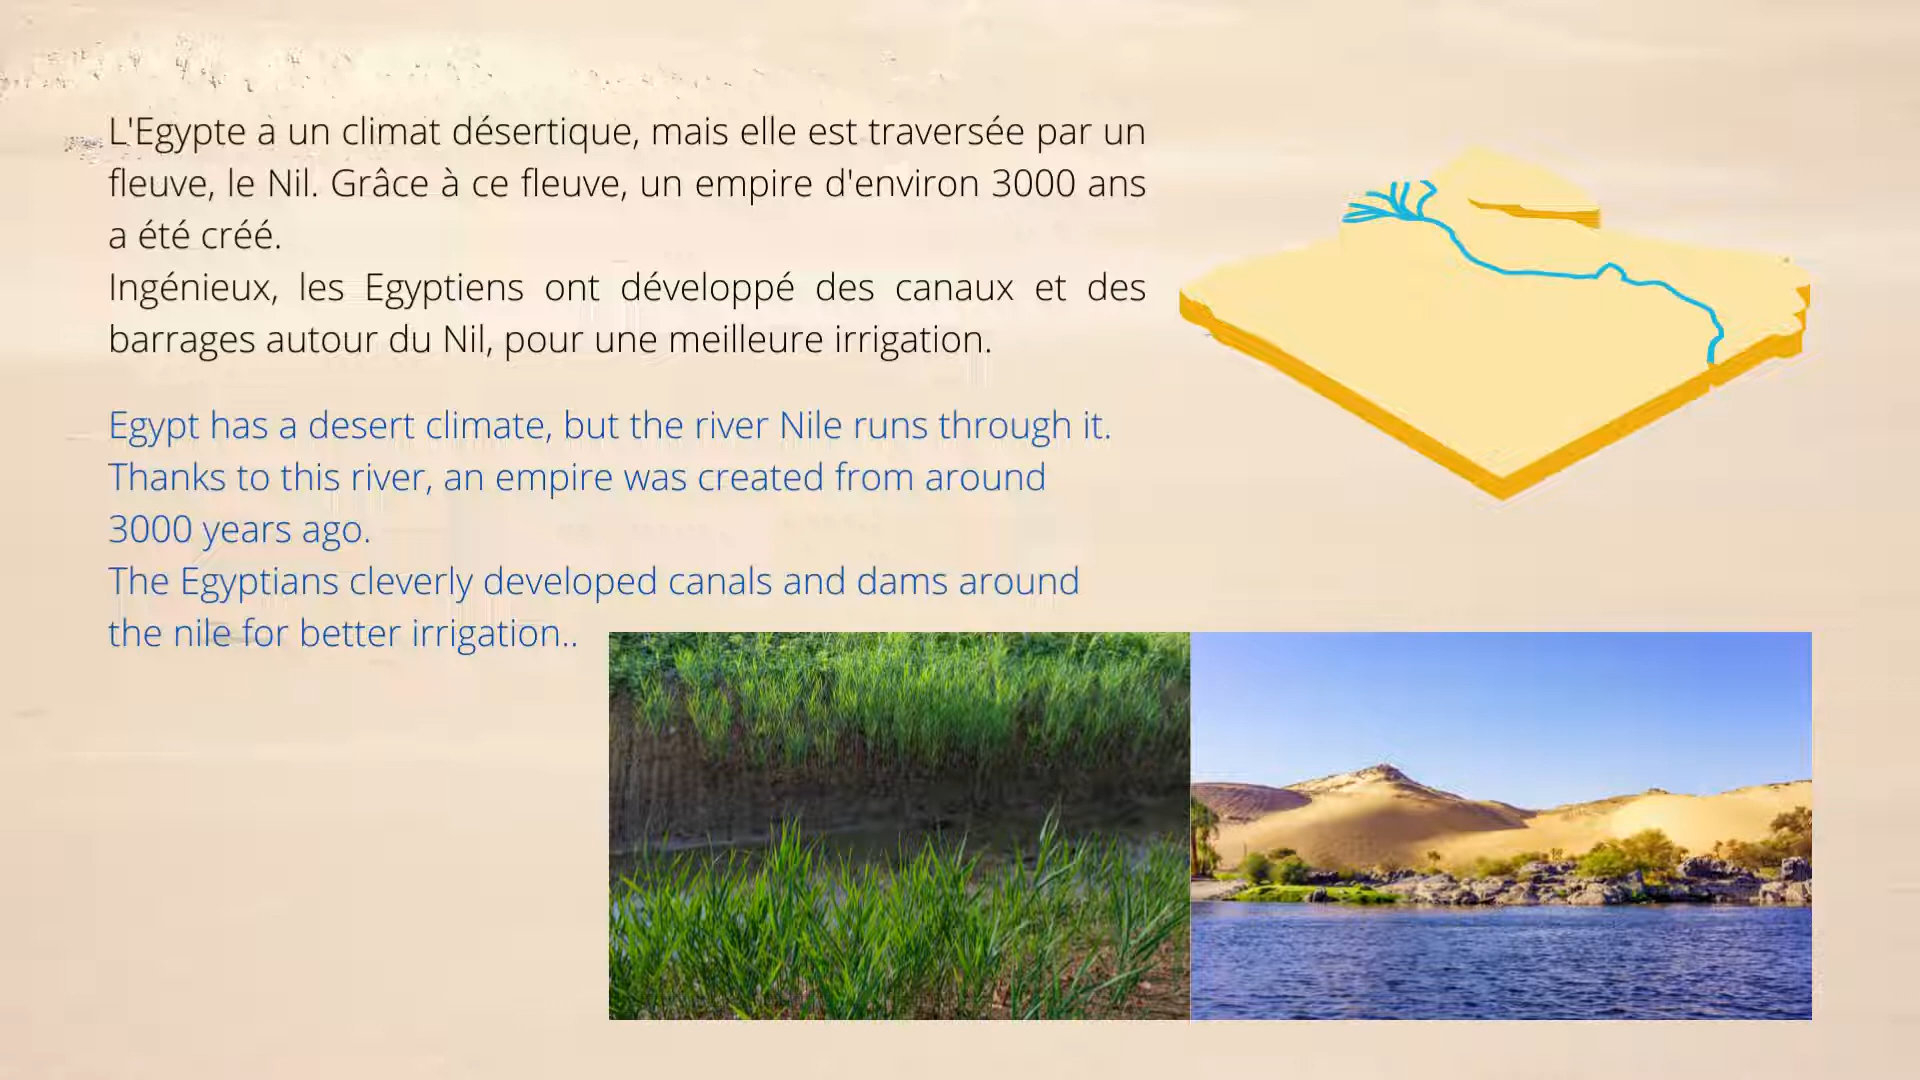 L'Egypte a un climat désertique, mais elle est traversée par un
fleuve, le Nil. Grâce à ce fleuve, un empire d'environ 3000 ans
a été créé.
Ingénieux, les Egyptiens ont développé des canaux et des
barrages autour du Nil, pour une meilleure irrigation.
Egypt has a desert climate, but the river Nile runs through it.
Thanks to this river, an empire was created from around
3000 years ago.
The Egyptians cleverly developed canals and dams around
the nile for better irrigation..